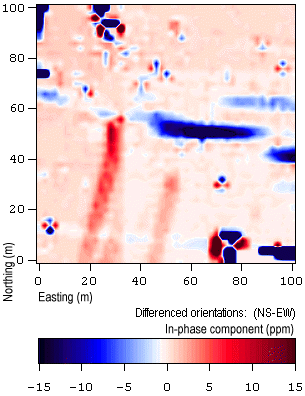 100
80
60
40
20
0
Northing (m)
0 20 40 60 80 100
Easting (m)
Differenced orientations: (NS-EW)
In-phase component (ppm)
−15 −10 −5 0 5 10 15